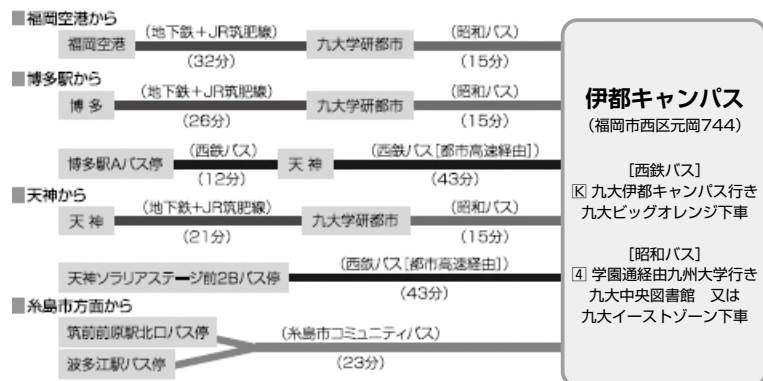 ■福岡空港から
福岡空港 (地下鉄+JR筑肥線) 九大学研都市 (昭和バス)
(32分) (15分)
■博多駅から
博多 (地下鉄+JR筑肥線) 九大学研都市 (昭和バス)
(26分) (15分)
博多駅Aバス停 (西鉄バス) 天神 (西鉄バス[都市高速経由])
(12分) (43分)
■天神から
天神 (地下鉄+JR筑肥線) 九大学研都市 (昭和バス)
(21分) (15分)
天神ソラリアステージ前2Bバス停 (西鉄バス[都市高速経由])
(43分)
■糸島市方面から
筑前前原駅北口バス停 (糸島市コミュニティバス)
波多江駅バス停 (23分)
伊都キャンパス
(福岡市西区元岡744)
[西鉄バス]
K 九大伊都キャンパス行き
九大ビッグオレンジ下車
[昭和バス]
4 学園通経由九州大学行き
九大中央図書館 又は
九大イーストゾーン下車